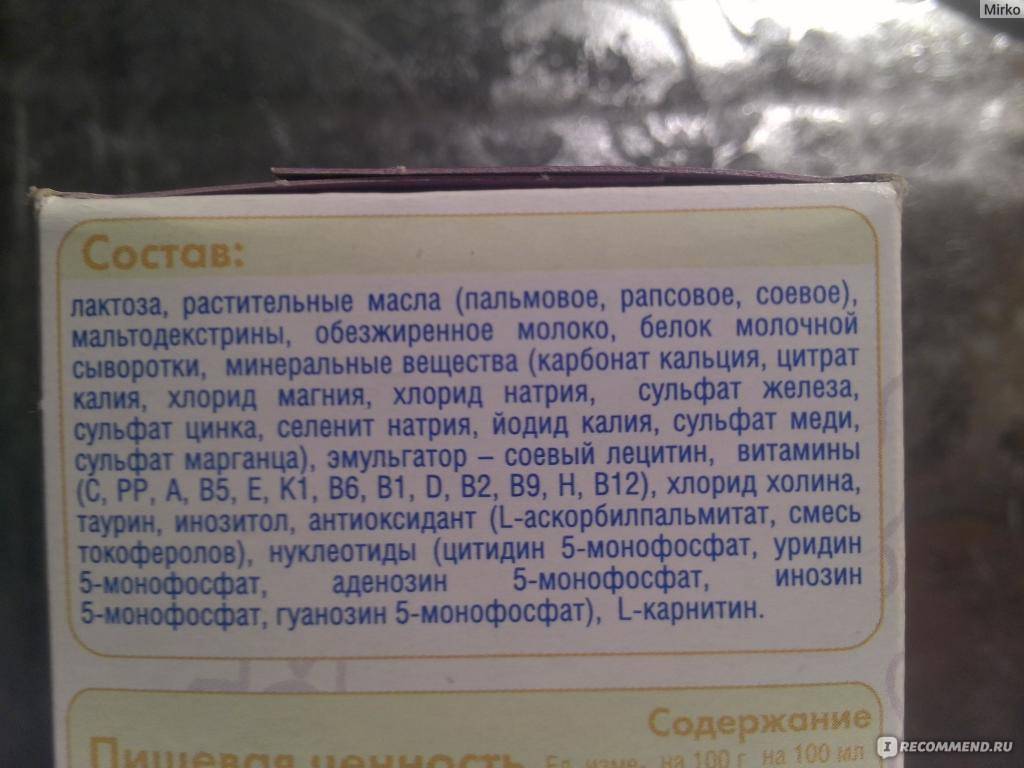 Mirko
Состав:
лактоза, растительные масла (пальмовое, рапсовое, соевое),
мальтодекстрины, обезжиренное молоко, белок молочной
сыворотки, минеральные вещества (карбонат кальция, цитрат
калия, хлорид магния, хлорид натрия, сульфат железа,
сульфат цинка, селенит натрия, йодид калия, сульфат меди,
сульфат марганца), эмульгатор – соевый лецитин, витамины
(С, РР, А, В5, Е, К1, В6, В1, D, В2, В9, Н, В12), хлорид холина,
таурин, инозитол, антиоксидант (L-аскорбилпальмитат, смесь
токоферолов), нуклеотиды (цитидин 5-монофосфат, уридин
5-монофосфат, аденозин 5-монофосфат, инозин
5-монофосфат, гуанозин 5-монофосфат), L-карнитин.
Содержание
Пищевая ценность Ед. изме- на 100 г на 100 мл
IRECOMMEND.RU